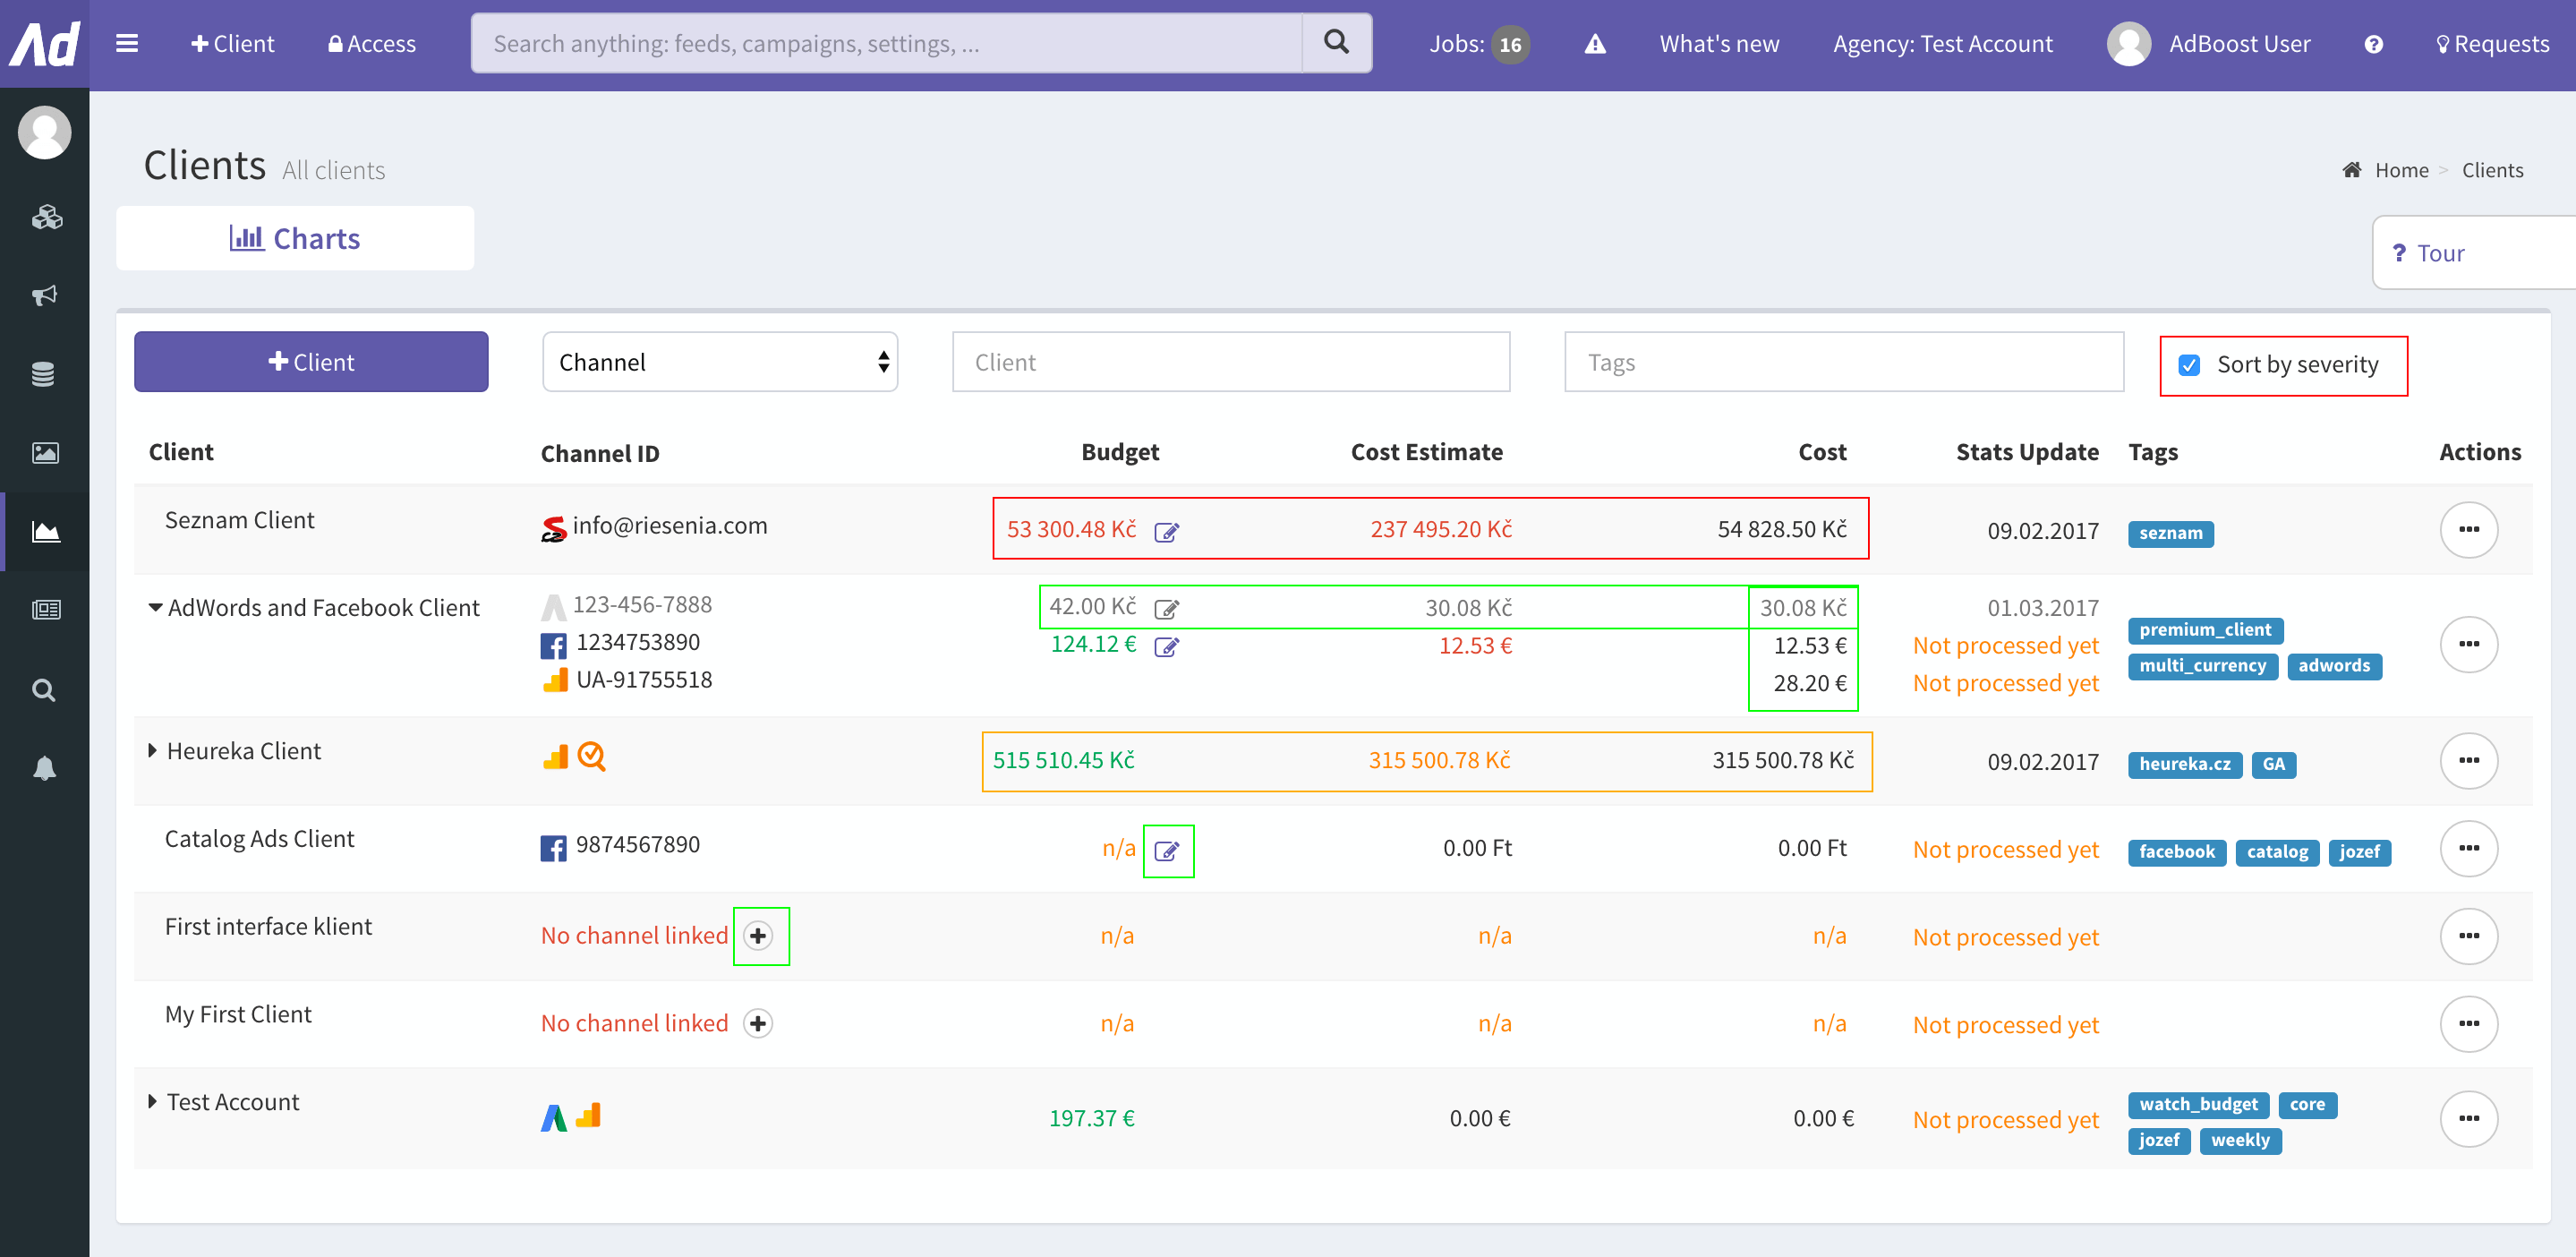 Ad
Client
Access
Search anything: feeds, campaigns, settings, ...
Jobs: 16
What's new
Agency: Test Account
AdBoost User
Requests
Clients All clients
Home > Clients
Charts
? Tour
Client
Channel
Client
Tags
Sort by severity
Client Channel ID Budget Cost Estimate Cost Stats Update Tags Actions
Seznam Client info@riesenia.com 53 300.48 Kč 237 495.20 Kč 54 828.50 Kč 09.02.2017 seznam
AdWords and Facebook Client 123-456-7888 42.00 Kč 30.08 Kč 30.08 Kč 01.03.2017 premium_client
1234753890 124.12 € 12.53 € 12.53 € Not processed yet multi_currency adwords
UA-91755518 28.20 € Not processed yet
Heureka Client 515 510.45 Kč 315 500.78 Kč 315 500.78 Kč 09.02.2017 heureka.cz GA
Catalog Ads Client 9874567890 n/a 0.00 Ft 0.00 Ft Not processed yet facebook catalog jozef
First interface klient No channel linked n/a n/a n/a Not processed yet
My First Client No channel linked n/a n/a n/a Not processed yet
Test Account 197.37 € 0.00 € 0.00 € Not processed yet watch_budget core
jozef weekly